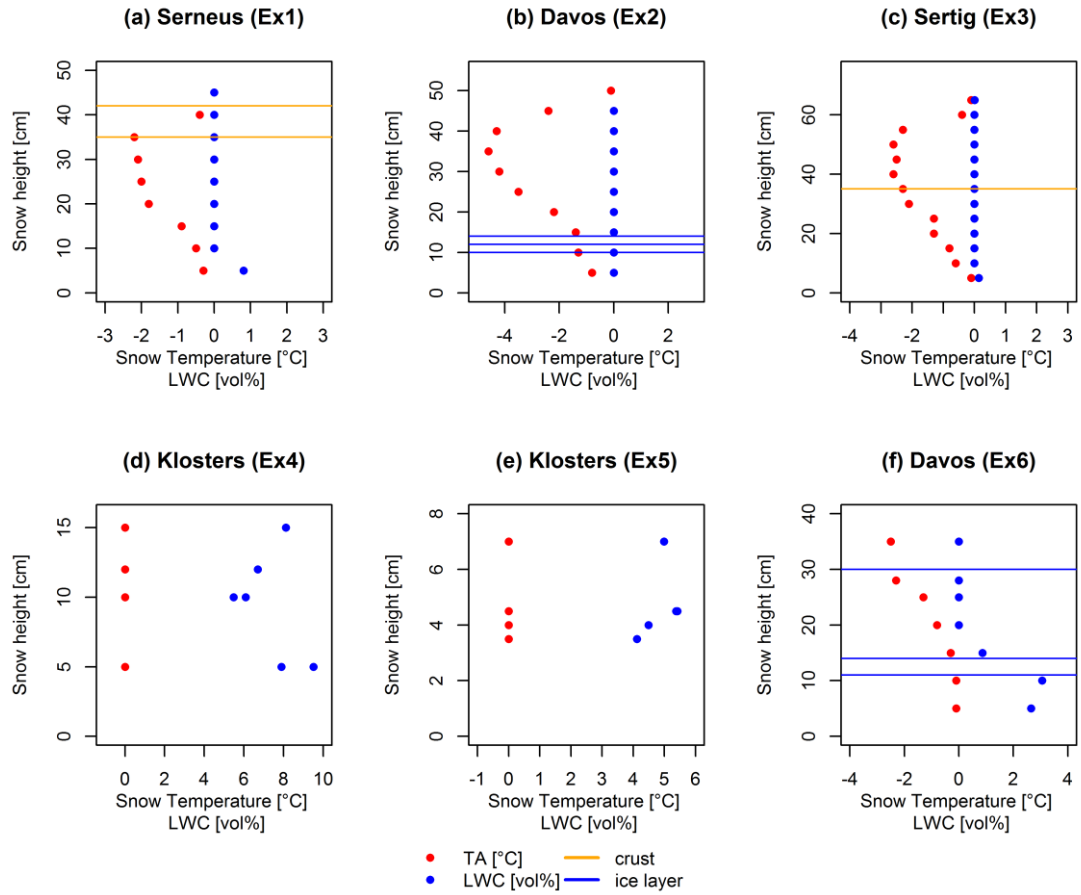 (a) Serneus (Ex1)
Snow height [cm]
50
40
30
20
10
0
-3 -2 -1 0 1 2 3
Snow Temperature [°C]
LWC [vol%]
(b) Davos (Ex2)
Snow height [cm]
50
40
30
20
10
0
-4 -2 0 2
Snow Temperature [°C]
LWC [vol%]
(c) Sertig (Ex3)
Snow height [cm]
60
40
20
0
-4 -3 -2 -1 0 1 2 3
Snow Temperature [°C]
LWC [vol%]
(d) Klosters (Ex4)
Snow height [cm]
15
10
5
0
0 2 4 6 8 10
Snow Temperature [°C]
LWC [vol%]
(e) Klosters (Ex5)
Snow height [cm]
8
6
4
2
0
-1 0 1 2 3 4 5 6
Snow Temperature [°C]
LWC [vol%]
(f) Davos (Ex6)
Snow height [cm]
40
30
20
10
0
-4 -2 0 2 4
Snow Temperature [°C]
LWC [vol%]
TA [°C] crust
LWC [vol%] ice layer